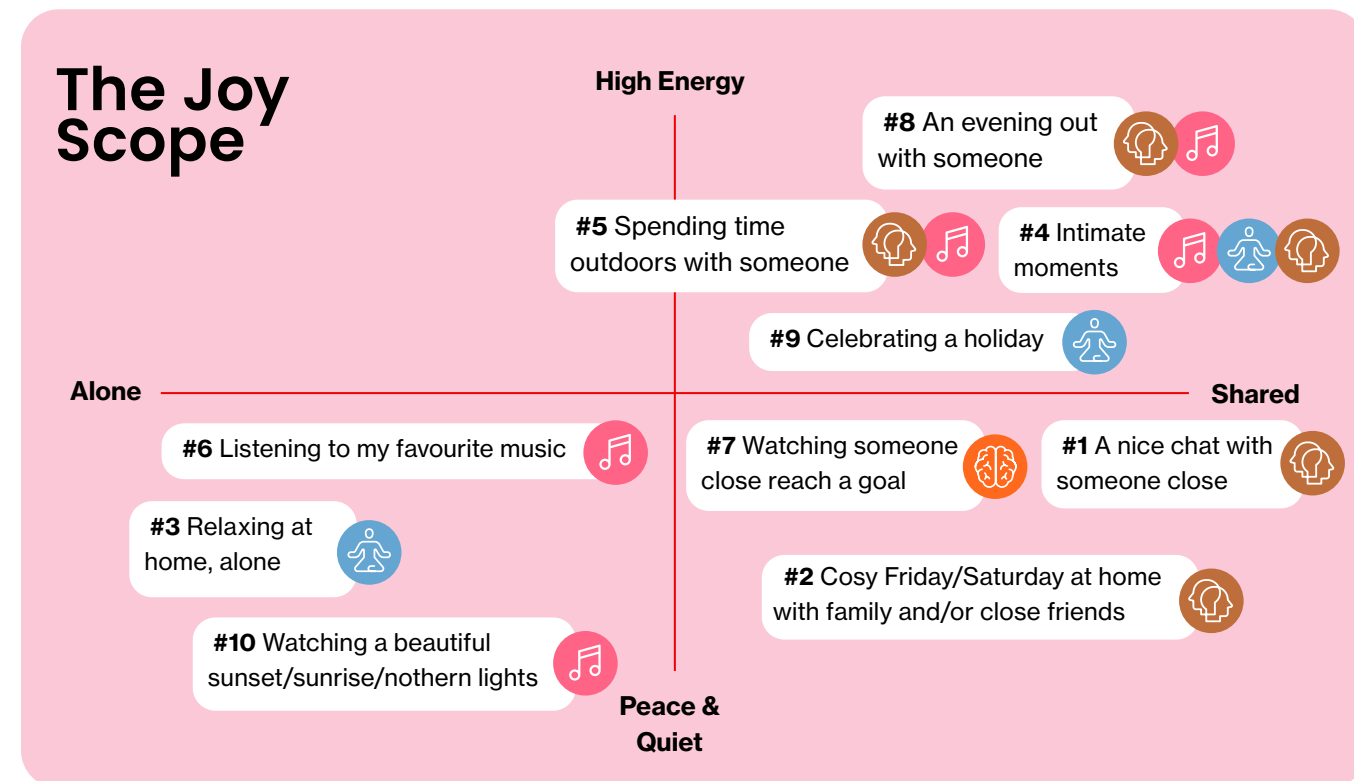 The Joy
Scope
High Energy
#8 An evening out
with someone
#5 Spending time
outdoors with someone
#4 Intimate
moments
#9 Celebrating a holiday
Alone
Shared
#6 Listening to my favourite music
#7 Watching someone
close reach a goal
#1 A nice chat with
someone close
#3 Relaxing at
home, alone
#2 Cosy Friday/Saturday at home
with family and/or close friends
#10 Watching a beautiful
sunset/sunrise/nothern lights
Peace &
Quiet